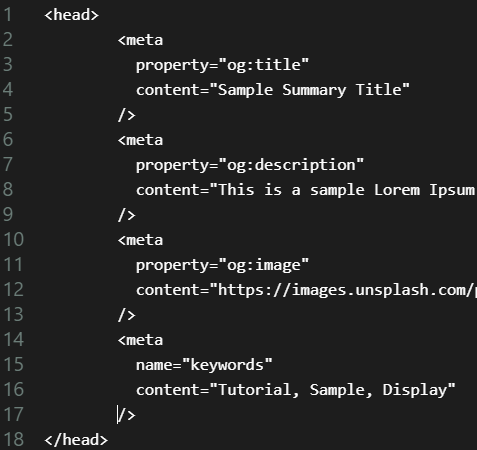 1 <head>
2 <meta
3 property="og:title"
4 content="Sample Summary Title"
5 />
6 <meta
7 property="og:description"
8 content="This is a sample Lorem Ipsum
9 />
10 <meta
11 property="og:image"
12 content="https://images.unsplash.com/p
13 />
14 <meta
15 name="keywords"
16 content="Tutorial, Sample, Display"
17 />
18 </head>